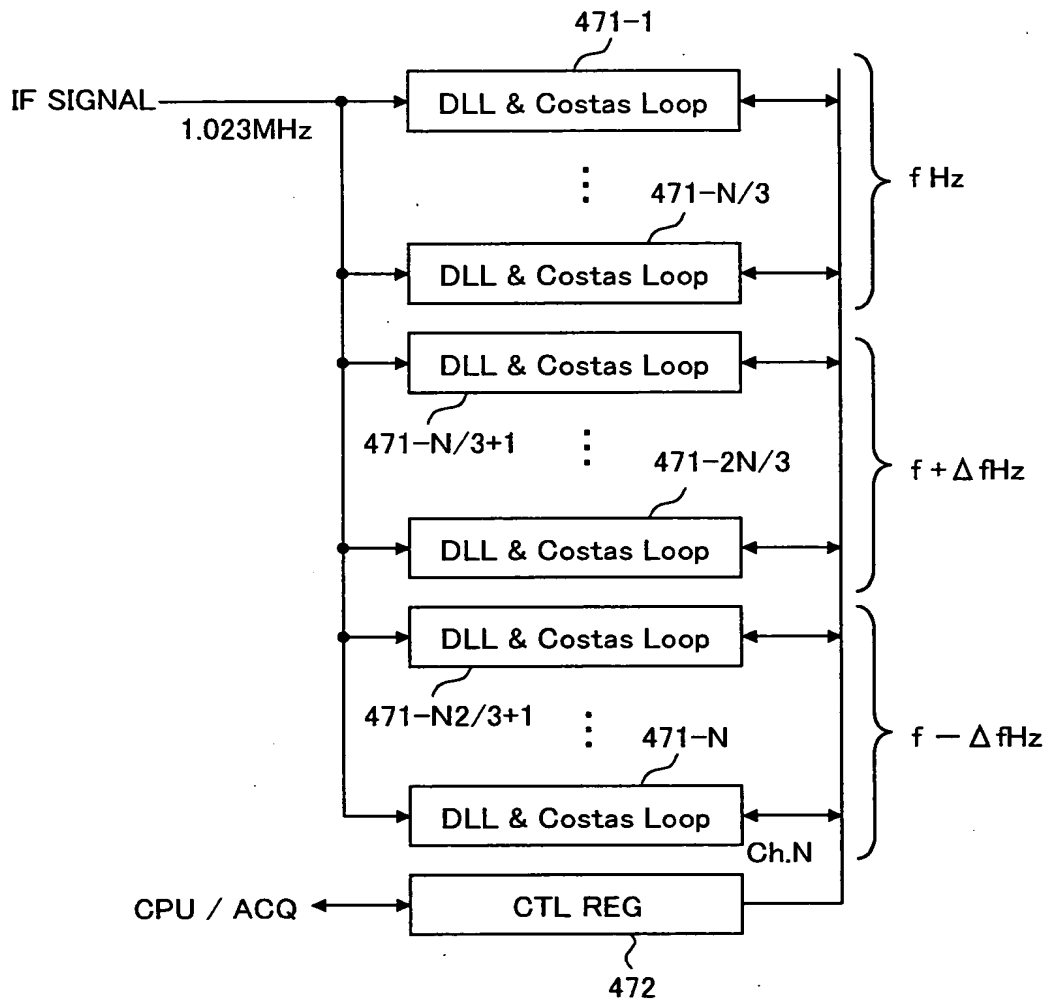 471-1
IF SIGNAL
1.023MHz
DLL & Costas Loop
f Hz
471-N/3
DLL & Costas Loop
DLL & Costas Loop
471-N/3+1
471-2N/3
f + Δ fHz
DLL & Costas Loop
DLL & Costas Loop
471-N2/3+1
471-N
f − Δ fHz
DLL & Costas Loop
Ch.N
CPU / ACQ
CTL REG
472